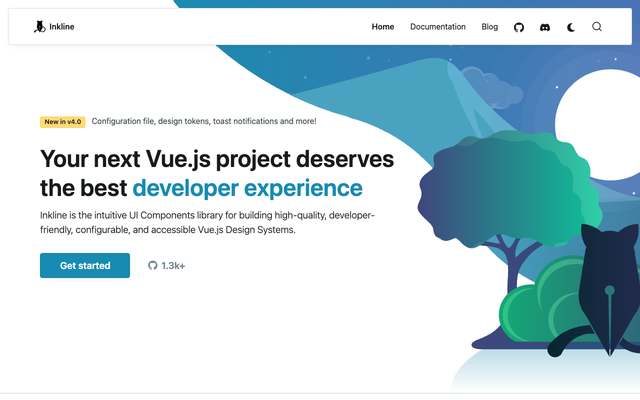 Inkline
Home
Documentation
Blog
New in v4.0
Configuration file, design tokens, toast notifications and more!
Your next Vue.js project deserves
the best developer experience
Inkline is the intuitive UI Components library for building high-quality, developer-
friendly, configurable, and accessible Vue.js Design Systems.
Get started
1.3k+